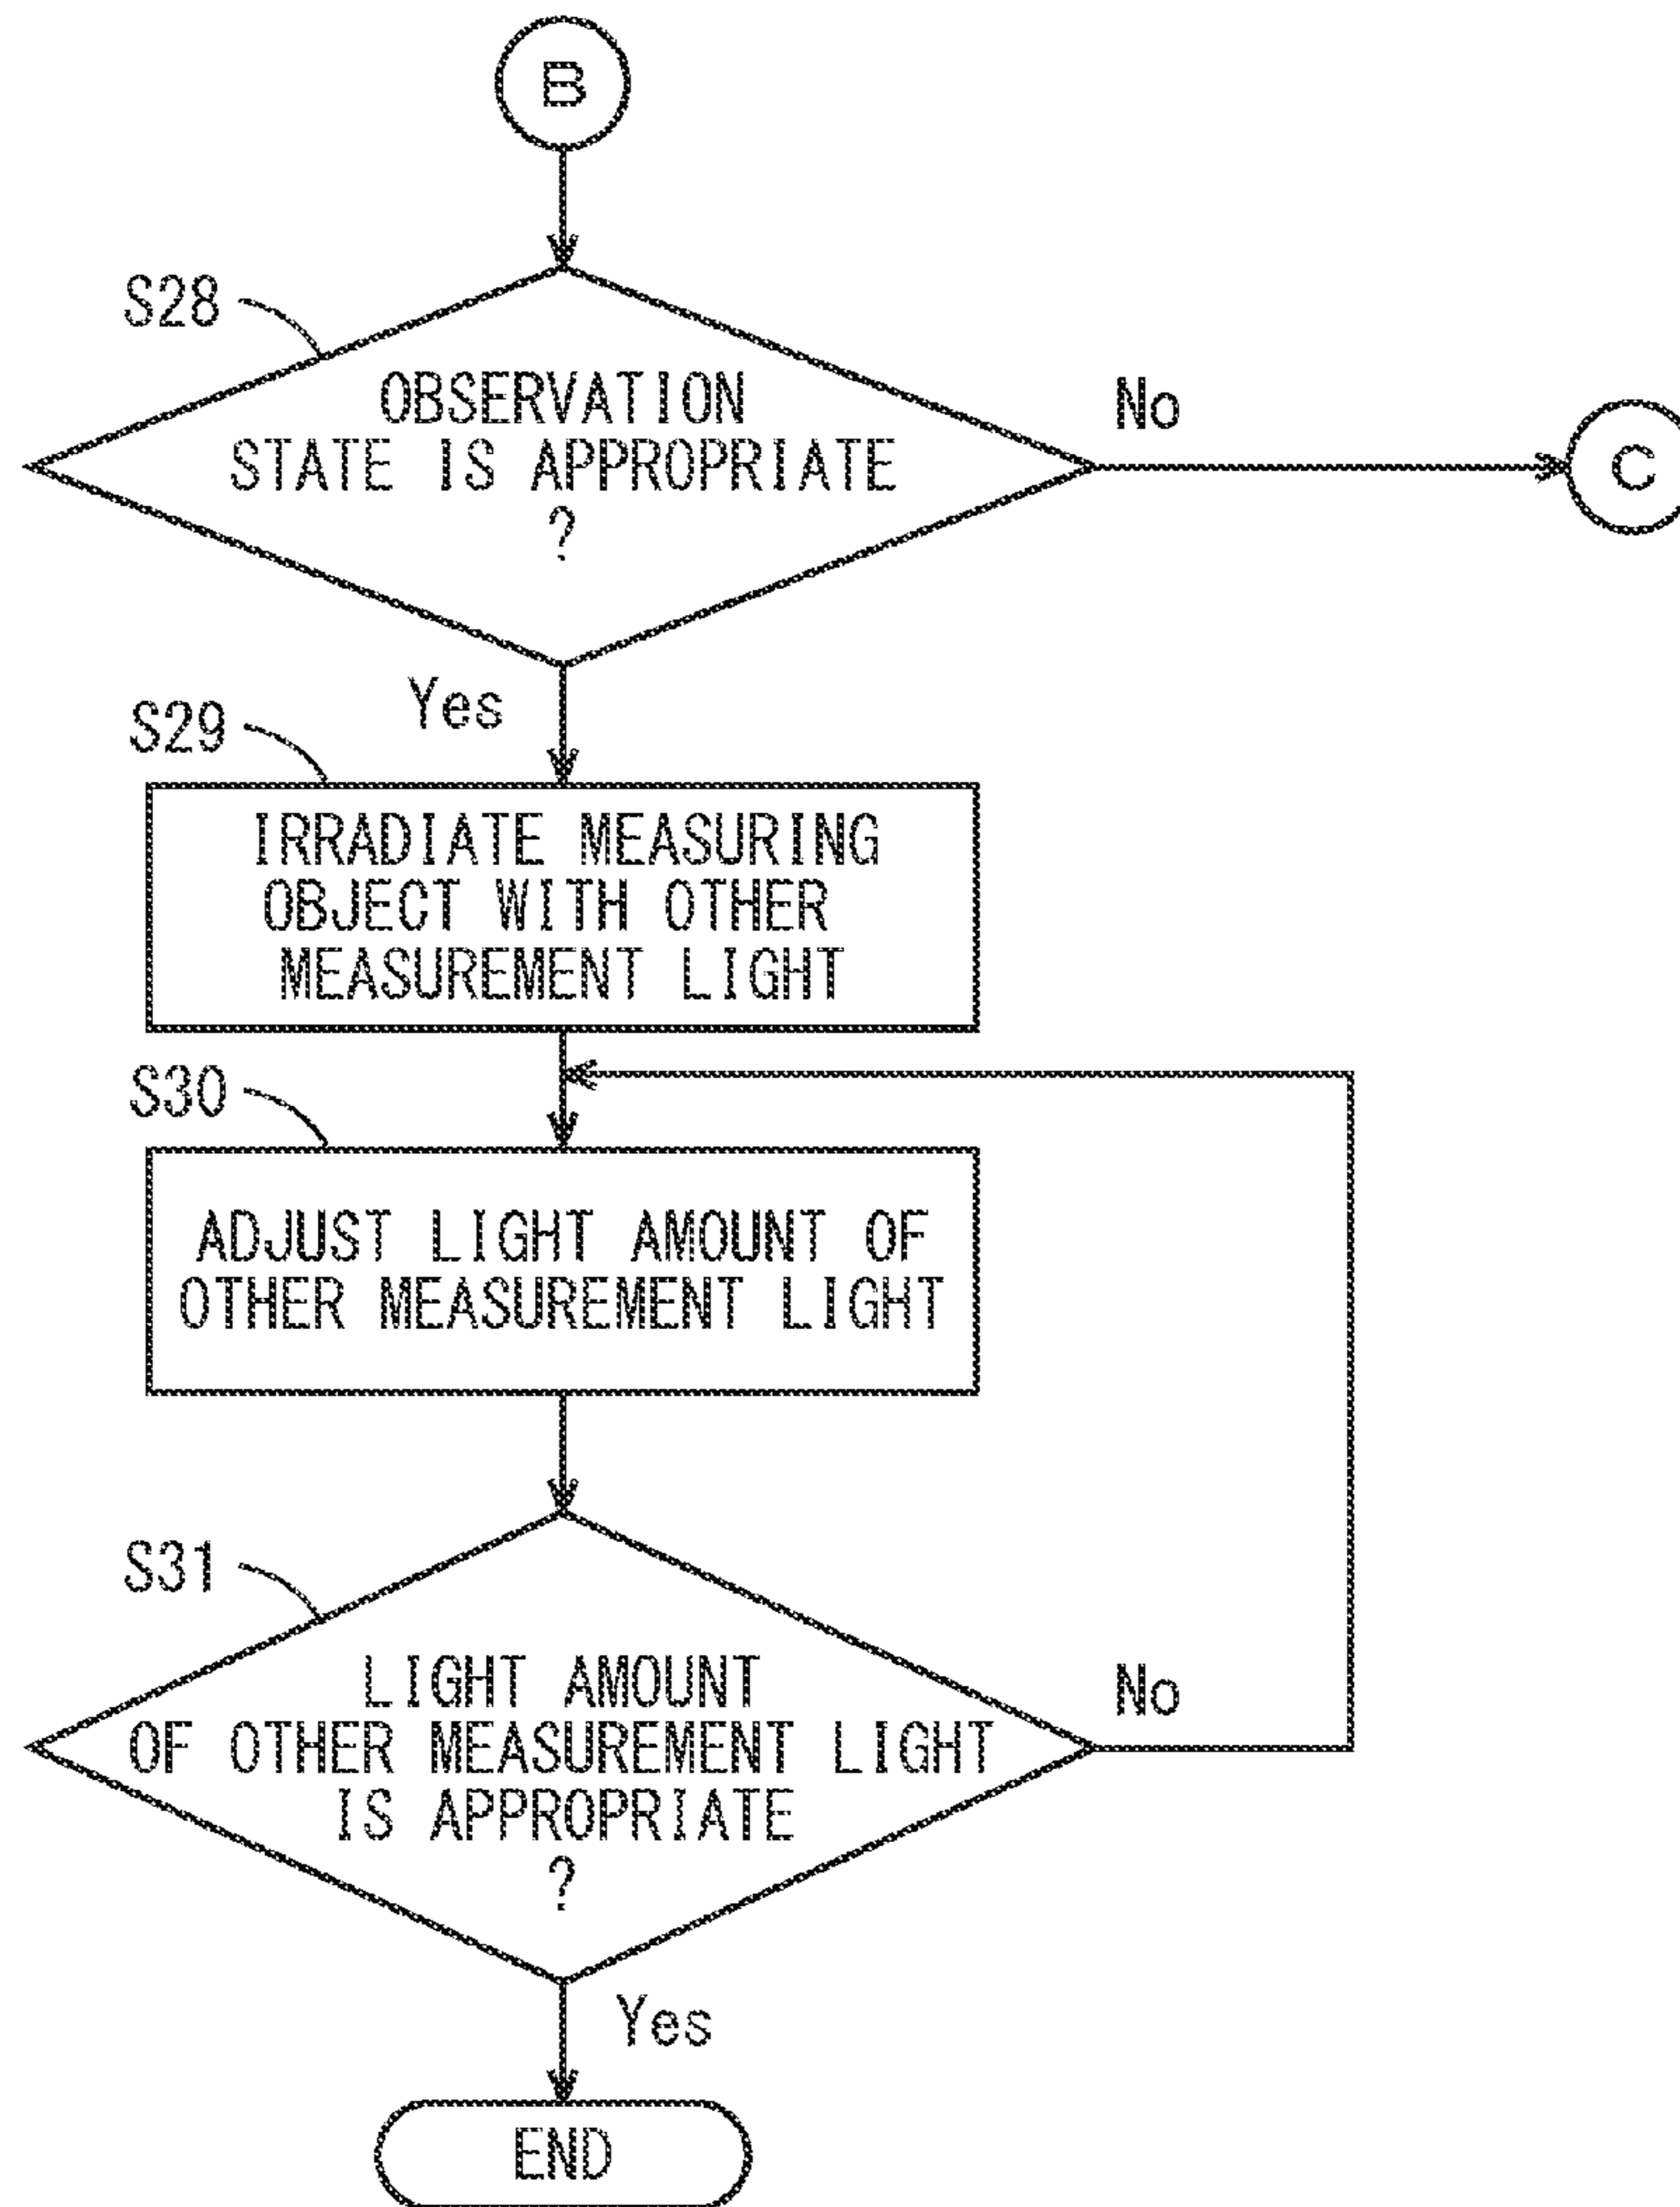 B
S28
OBSERVATION
STATE IS APPROPRIATE
?
No
C
Yes
S29
IRRADIATE MEASURING
OBJECT WITH OTHER
MEASUREMENT LIGHT
S30
ADJUST LIGHT AMOUNT OF
OTHER MEASUREMENT LIGHT
S31
LIGHT AMOUNT
OF OTHER MEASUREMENT LIGHT
IS APPROPRIATE
?
No
Yes
END